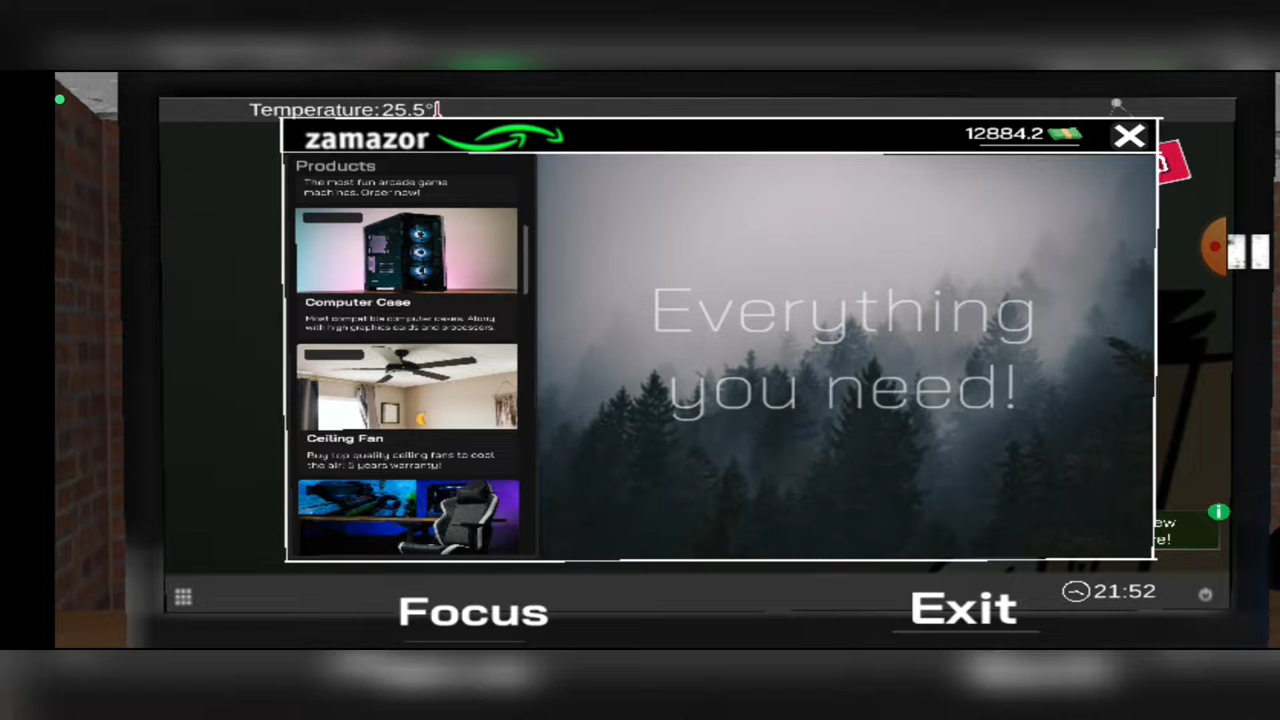 Temperature: 25.5°
zamazor
12884.2
Products
The most fun arcade game
machines. Order now!
Computer Case
Most compatible computer cases. Along
with high graphics cards and processors.
Ceiling Fan
Buy top quality ceiling fans to cool
the air! 5 years warranty!
Everything
you need!
ew
e!
i
21:52
Focus
Exit